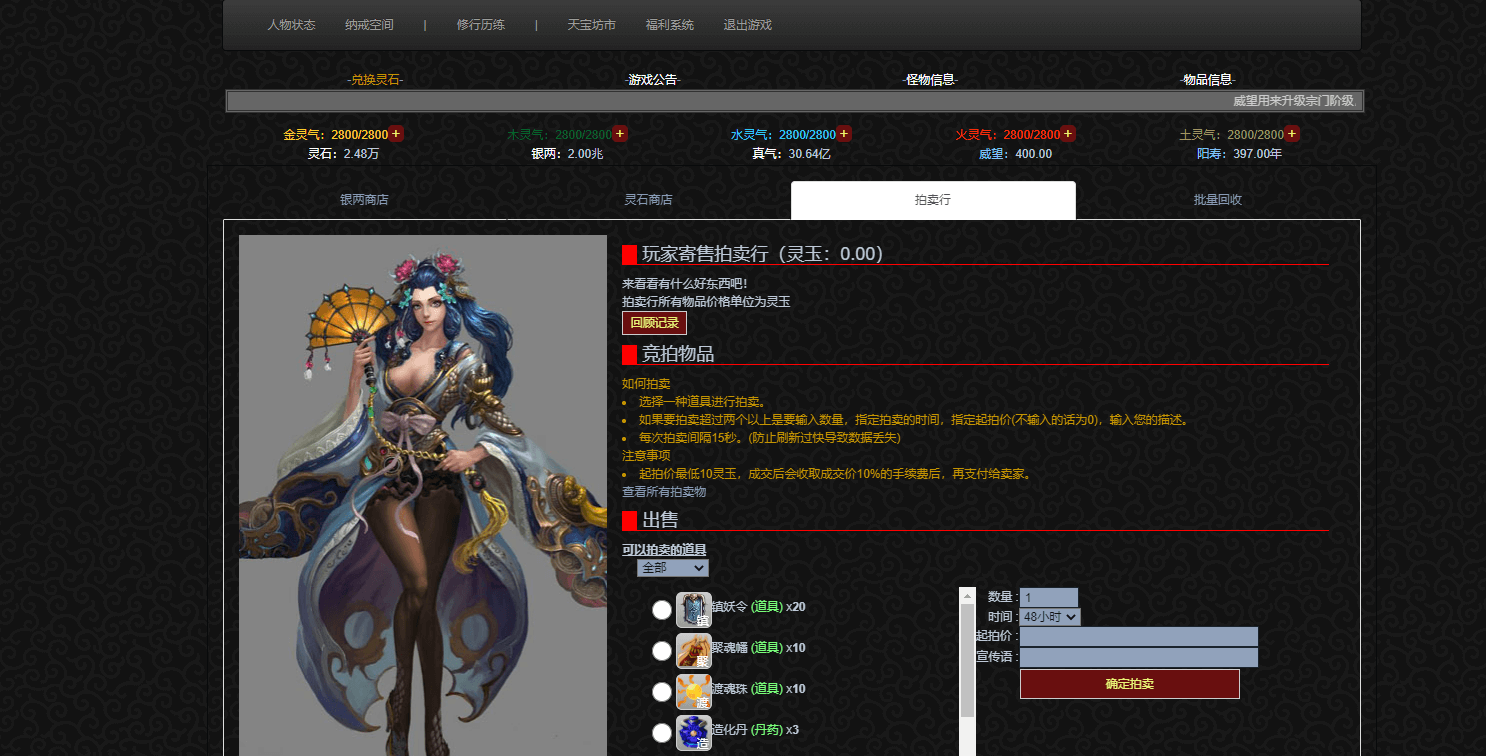 人物状态 纳戒空间 | 修行历练 | 天宝坊市 福利系统 退出游戏
-兑换灵石- -游戏公告- -怪物信息- -物品信息-
威望用来升级宗门阶级.
金灵气：2800/2800 + 木灵气：2800/2800 + 水灵气：2800/2800 + 火灵气：2800/2800 + 土灵气：2800/2800 +
灵石：2.48万 银两：2.00兆 真气：30.64亿 威望：400.00 阳寿：397.00年
银两商店 灵石商店 拍卖行 批量回收
玩家寄售拍卖行（灵玉：0.00）
来看看有什么好东西吧!
拍卖行所有物品价格单位为灵玉
回顾记录
竞拍物品
如何拍卖
• 选择一种道具进行拍卖。
• 如果要拍卖超过两个以上是要输入数量，指定拍卖的时间，指定起拍价(不输入的话为0)，输入您的描述。
• 每次拍卖间隔15秒。(防止刷新过快导致数据丢失)
注意事项
• 起拍价最低10灵玉，成交后会收取成交价10%的手续费后，再支付给卖家。
查看所有拍卖物
出售
可以拍卖的道具
全部
镇 镇妖令 (道具) x20
聚 聚魂幡 (道具) x10
渡 渡魂珠 (道具) x10
造 造化丹 (丹药) x3
数量 : 1
时间 : 48小时
起拍价 :
宣传语 :
确定拍卖